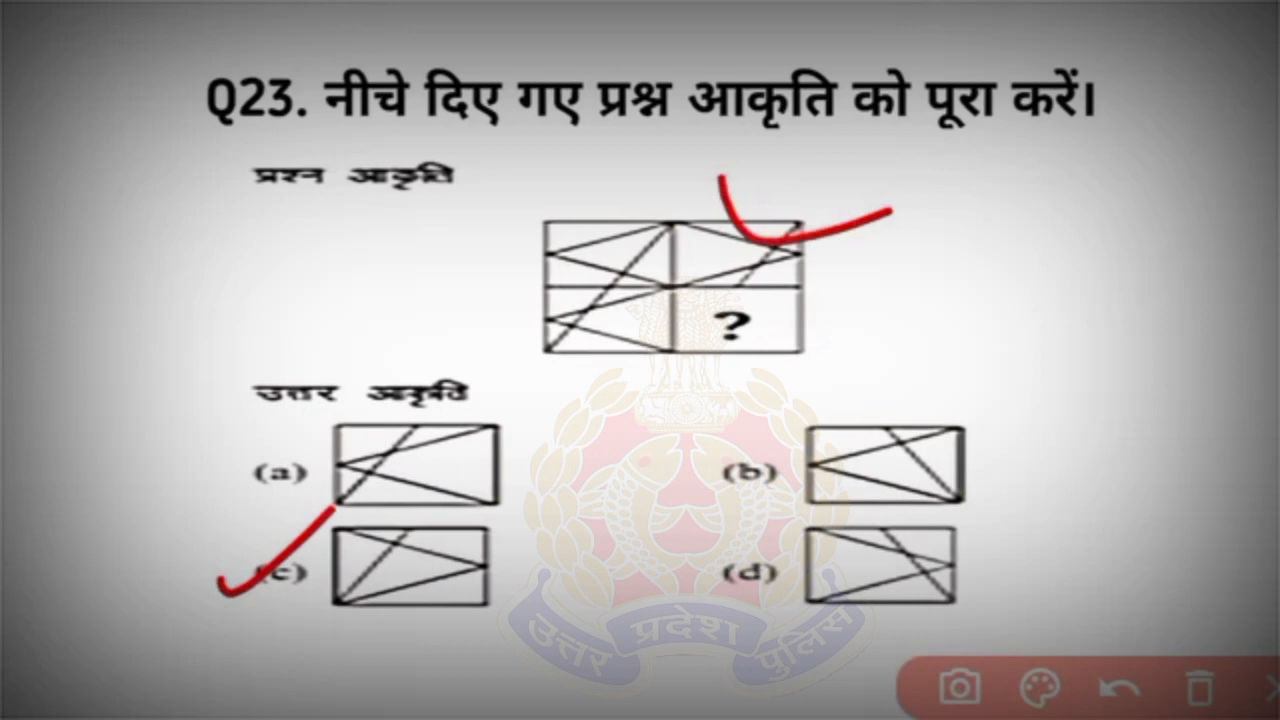 Q23. नीचे दिए गए प्रश्न आकृति को पूरा करें।
प्रश्न आकृति
?
उत्तर आकृति
(a)
(b)
(c)
(d)
उत्तर प्रदेश पुलिस